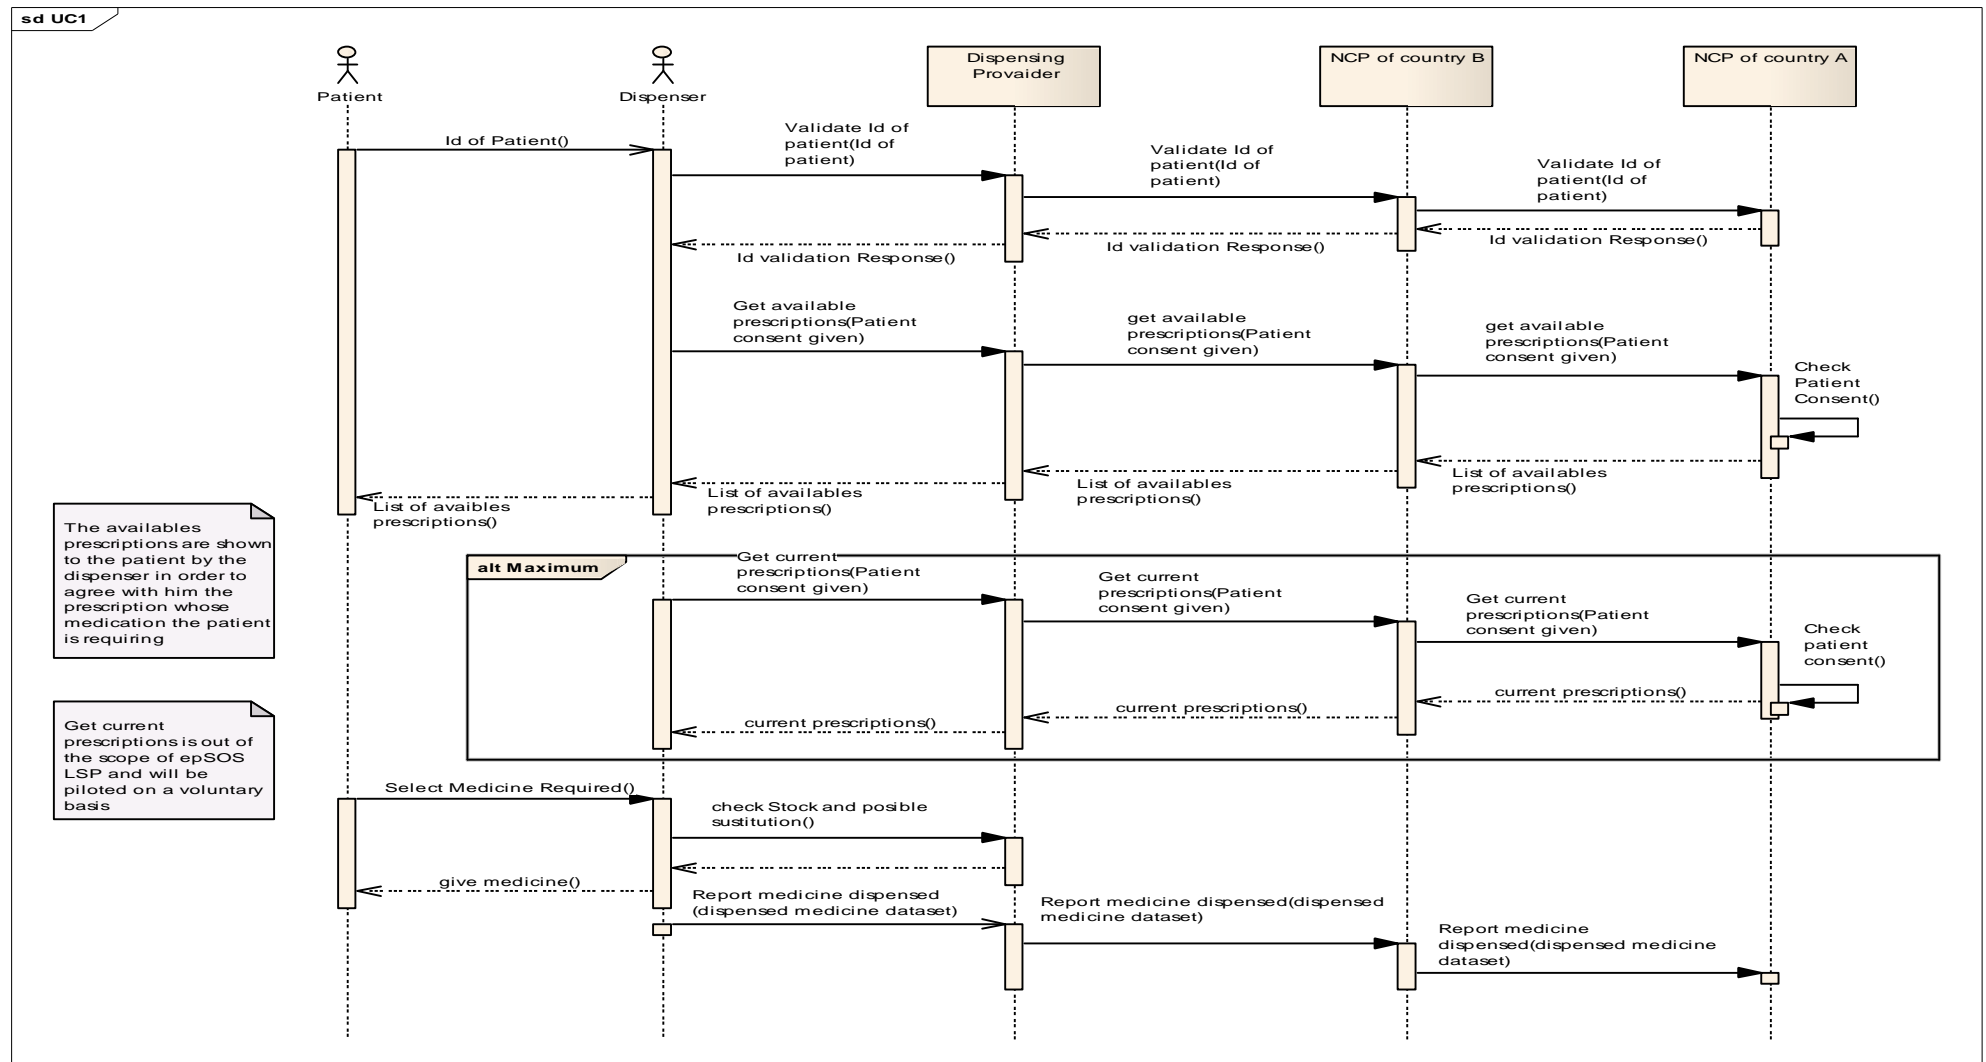 sd UC1
Patient
Dispenser
Dispensing
Provaider
NCP of country B
NCP of country A
Id of Patient()
Validate Id of
patient(Id of
patient)
Validate Id of
patient(Id of
patient)
Validate Id of
patient(Id of
patient)
Id validation Response()
Id validation Response()
Id validation Response()
Get available
prescriptions(Patient
consent given)
get available
prescriptions(Patient
consent given)
get available
prescriptions(Patient
consent given)
Check
Patient
Consent()
List of availables
prescriptions()
List of availables
prescriptions()
List of availables
prescriptions()
List of avaibles
prescriptions()
The availables
prescriptions are shown
to the patient by the
dispenser in order to
agree with him the
prescription whose
medication the patient
is requiring
alt Maximum
Get current
prescriptions(Patient
consent given)
Get current
prescriptions(Patient
consent given)
Get current
prescriptions(Patient
consent given)
Check
patient
consent()
current prescriptions()
current prescriptions()
current prescriptions()
Get current
prescriptions is out of
the scope of epSOS
LSP and will be
piloted on a voluntary
basis
Select Medicine Required()
check Stock and posible
sustitution()
give medicine()
Report medicine dispensed
(dispensed medicine dataset)
Report medicine dispensed(dispensed
medicine dataset)
Report medicine
dispensed(dispensed medicine
dataset)